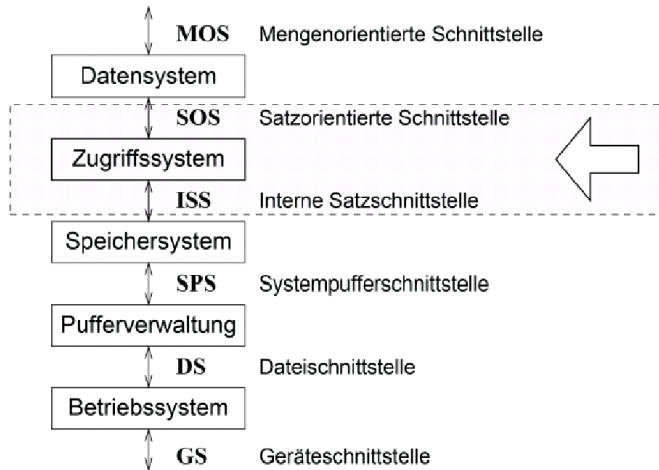 MOS Mengenorientierte Schnittstelle
Datensystem
SOS Satzorientierte Schnittstelle
Zugriffssystem
ISS Interne Satzschnittstelle
Speichersystem
SPS Systempufferschnittstelle
Pufferverwaltung
DS Dateischnittstelle
Betriebssystem
GS Geräteschnittstelle